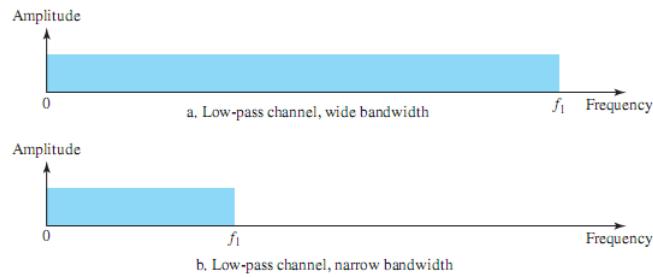 Amplitude
0
f1
Frequency
a. Low-pass channel, wide bandwidth
Amplitude
0
f1
Frequency
b. Low-pass channel, narrow bandwidth